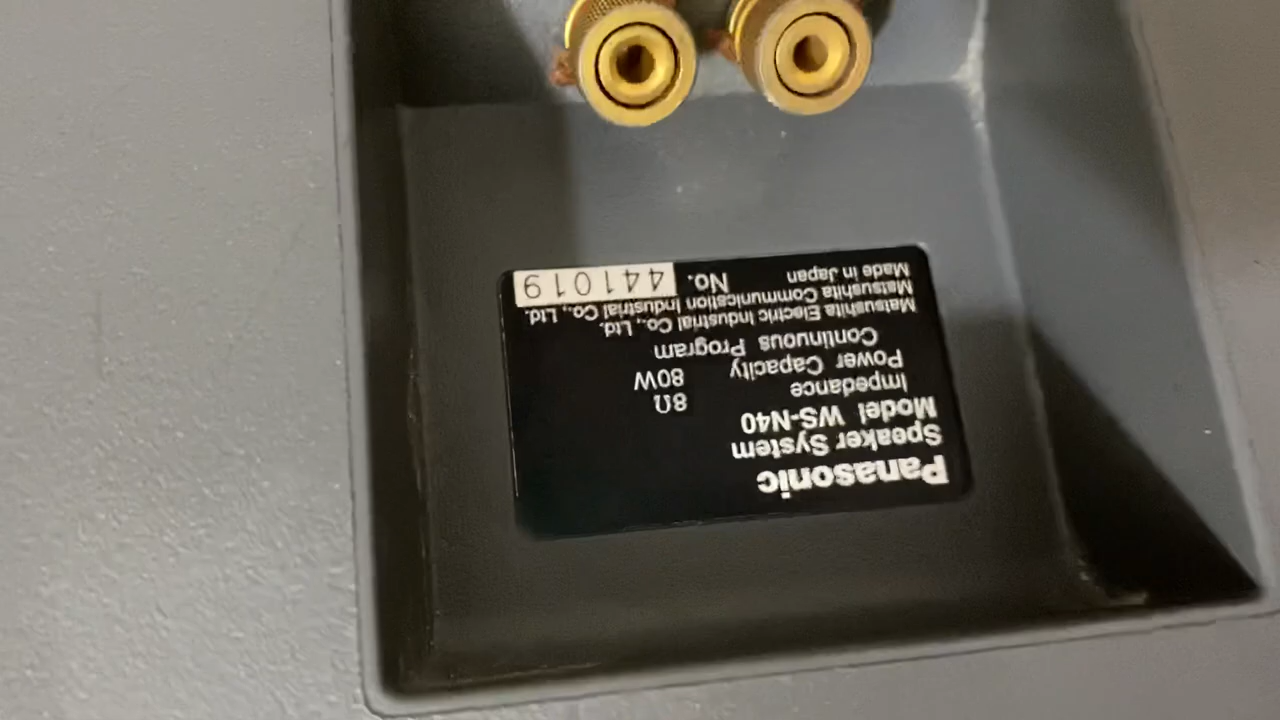 Panasonic
Speaker System
Model WS-N40
Impedance 8Ω
Power Capacity 80W
Continuous Program
Matsushita Electric Industrial Co., Ltd.
Matsushita Communication Industrial Co., Ltd.
Made in Japan No. 441019